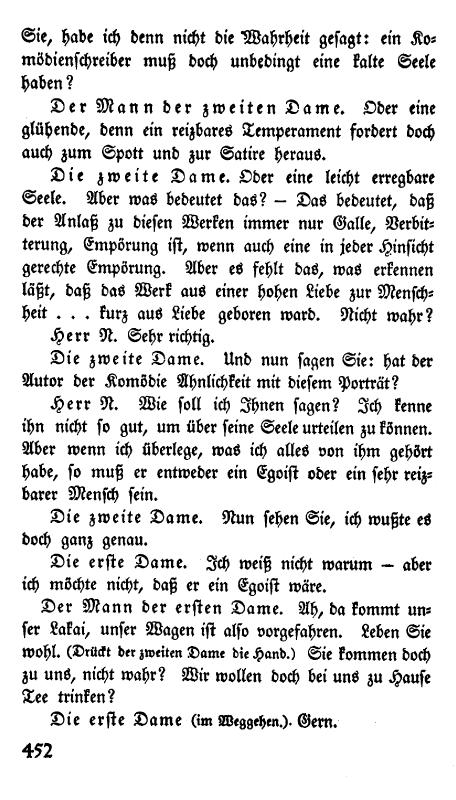 Sie, habe ich denn nicht die Wahrheit gesagt: ein Ko-
mödienschreiber muß doch unbedingt eine kalte Seele
haben?
Der Mann der zweiten Dame. Oder eine
glühende, denn ein reizbares Temperament fordert doch
auch zum Spott und zur Satire heraus.
Die zweite Dame. Oder eine leicht erregbare
Seele. Aber was bedeutet das? — Das bedeutet, daß
der Anlaß zu diesen Werken immer nur Galle, Verbit-
terung, Empörung ist, wenn auch eine in jeder Hinsicht
gerechte Empörung. Aber es fehlt das, was erkennen
läßt, daß das Werk aus einer hohen Liebe zur Mensch-
heit . . . kurz aus Liebe geboren ward. Nicht wahr?
Herr N. Sehr richtig.
Die zweite Dame. Und nun sagen Sie: hat der
Autor der Komödie Ähnlichkeit mit diesem Porträt?
Herr N. Wie soll ich Ihnen sagen? Ich kenne
ihn nicht so gut, um über seine Seele urteilen zu können.
Aber wenn ich überlege, was ich alles von ihm gehört
habe, so muß er entweder ein Egoist oder ein sehr reiz-
barer Mensch sein.
Die zweite Dame. Nun sehen Sie, ich wußte es
doch ganz genau.
Die erste Dame. Ich weiß nicht warum — aber
ich möchte nicht, daß er ein Egoist wäre.
Der Mann der ersten Dame. Ah, da kommt un-
ser Lakai, unser Wagen ist also vorgefahren. Leben Sie
wohl. (Drückt der zweiten Dame die Hand.) Sie kommen doch
zu uns, nicht wahr? Wir wollen doch bei uns zu Hause
Tee trinken?
Die erste Dame (im Weggehen.). Gern.
452